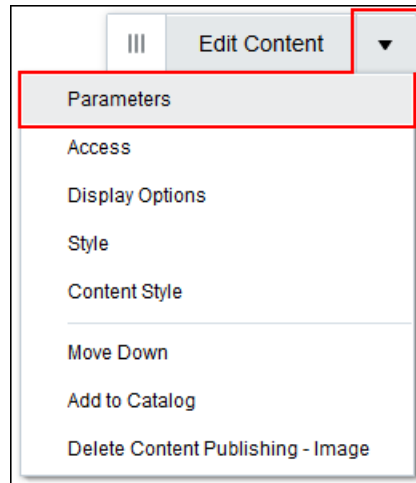 Edit Content
Parameters
Access
Display Options
Style
Content Style
Move Down
Add to Catalog
Delete Content Publishing - Image